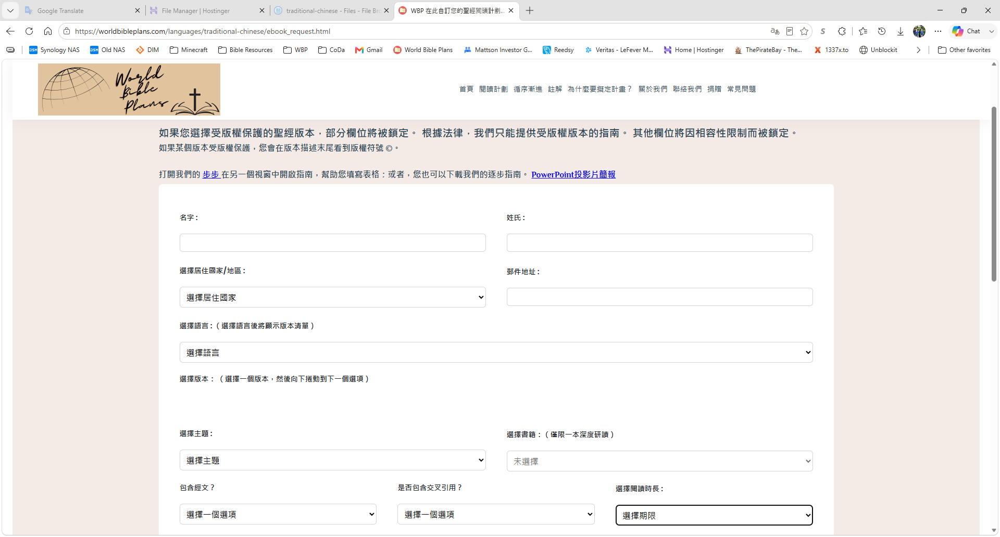 Google Translate
File Manager | Hostinger
traditional-chinese - Files - File Bro
WBP 在此自訂您的聖經閱讀計劃...
https://worldbibleplans.com/languages/traditional-chinese/ebook_request.html
Chat
Synology NAS
Old NAS
DIM
Minecraft
Bible Resources
WBP
CoDa
Gmail
World Bible Plans
Mattson Investor G...
Reedsy
Veritas - LeFever M...
Home | Hostinger
ThePirateBay - The...
1337x.to
Unblockit
Other favorites
World
Bible
Plans
首頁 閱讀計劃 循序漸進 註解 為什麼要擬定計畫？ 關於我們 聯絡我們 捐贈 常見問題
如果您選擇受版權保護的聖經版本，部分欄位將被鎖定。 根據法律，我們只能提供受版權版本的指南。 其他欄位將因相容性限制而被鎖定。
如果某個版本受版權保護，您會在版本描述末尾看到版權符號 ©。
打開我們的 步步 在另一個視窗中開啟指南，幫助您填寫表格；或者，您也可以下載我們的逐步指南。 PowerPoint投影片簡報
名字：
姓氏：
選擇居住國家/地區：
郵件地址：
選擇居住國家
選擇語言：（選擇語言後將顯示版本清單）
選擇語言
選擇版本： （選擇一個版本，然後向下捲動到下一個選項）
選擇主題：
選擇書籍：（僅限一本深度研讀）
選擇主題
未選擇
包含經文？
是否包含交叉引用？
選擇閱讀時長：
選擇一個選項
選擇一個選項
選擇期限